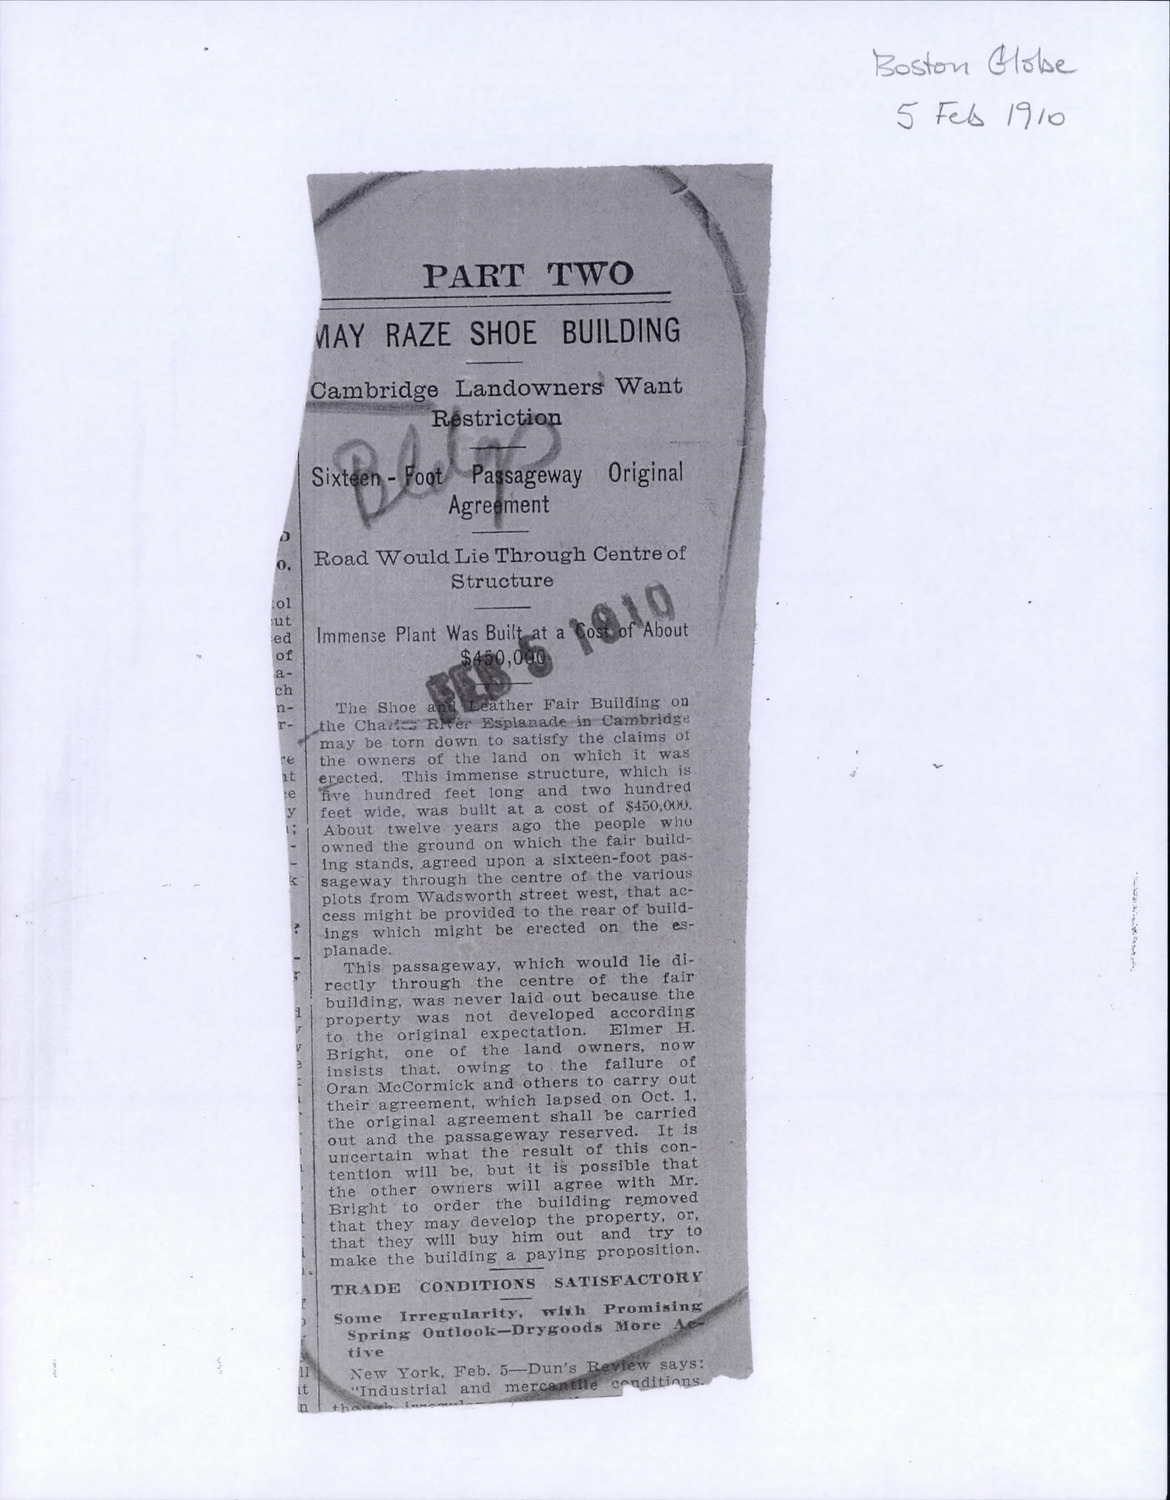 Boston Globe
5 Feb 1910
PART TWO
MAY RAZE SHOE BUILDING
Cambridge Landowners' Want
Restriction
Bldgs
Sixteen-Foot Passageway Original
Agreement
Road Would Lie Through Centre of
Structure
Immense Plant Was Built at a Cost of About
$450,000
FEB 5 1910
The Shoe and Leather Fair Building on
the Charles River Esplanade in Cambridge
may be torn down to satisfy the claims of
the owners of the land on which it was
erected. This immense structure, which is
five hundred feet long and two hundred
feet wide, was built at a cost of $450,000.
About twelve years ago the people who
owned the ground on which the fair build-
ing stands, agreed upon a sixteen-foot pas-
sageway through the centre of the various
plots from Wadsworth street west, that ac-
cess might be provided to the rear of build-
ings which might be erected on the es-
planade.
This passageway, which would lie di-
rectly through the centre of the fair
building, was never laid out because the
property was not developed according
to the original expectation. Elmer H.
Bright, one of the land owners, now
insists that, owing to the failure of
Oran McCormick and others to carry out
their agreement, which lapsed on Oct. 1,
the original agreement shall be carried
out and the passageway reserved. It is
uncertain what the result of this con-
tention will be, but it is possible that
the other owners will agree with Mr.
Bright to order the building removed
that they may develop the property, or,
that they will buy him out and try to
make the building a paying proposition.
TRADE CONDITIONS SATISFACTORY
Some Irregularity, with Promising
Spring Outlook—Drygoods More Ac-
tive
New York, Feb. 5—Dun's Review says:
"Industrial and mercantile conditions,